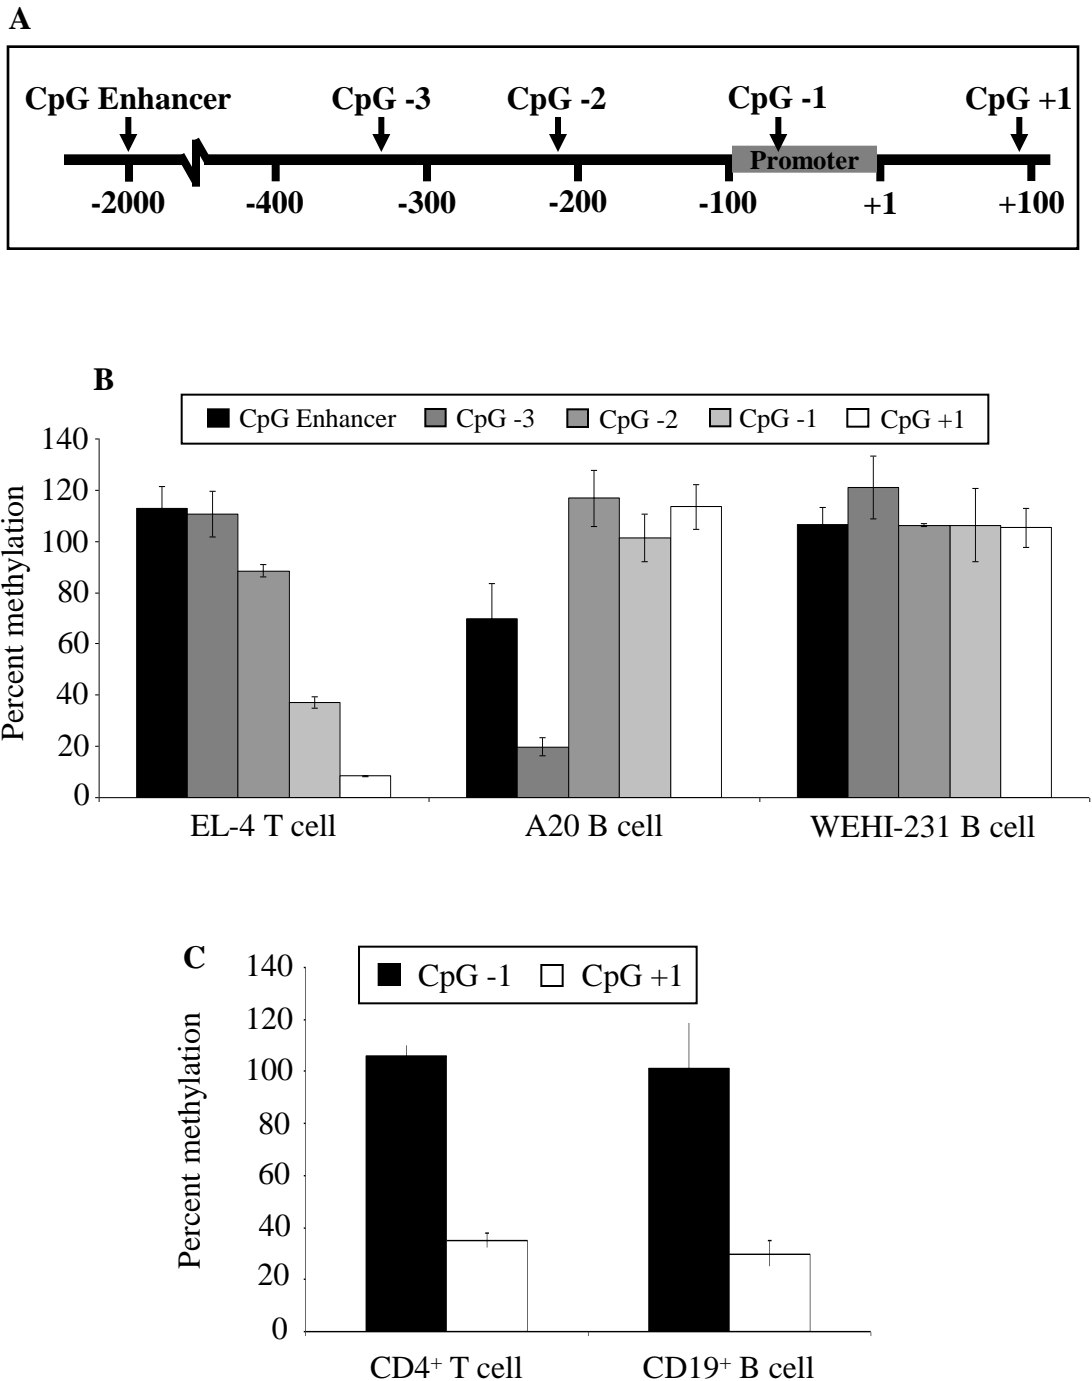 A
CpG Enhancer CpG -3 CpG -2 CpG -1 CpG +1
Promoter
-2000 -400 -300 -200 -100 +1 +100
B
CpG Enhancer CpG -3 CpG -2 CpG -1 CpG +1
Percent methylation
140
120
100
80
60
40
20
0
EL-4 T cell A20 B cell WEHI-231 B cell
C
CpG -1 CpG +1
Percent methylation
140
120
100
80
60
40
20
0
CD4⁺ T cell CD19⁺ B cell